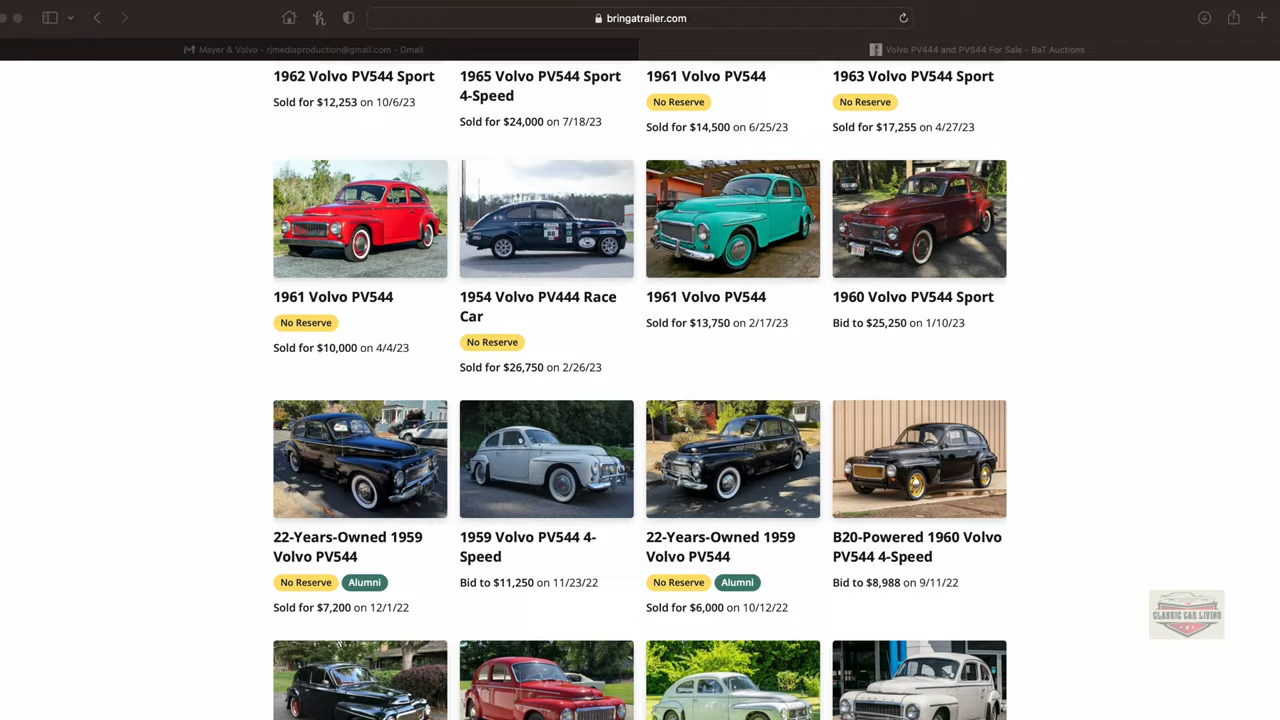 bringatrailer.com
Mayer & Volvo - rjmediaproduction@gmail.com - Gmail
Volvo PV444 and PV544 For Sale - BaT Auctions
1962 Volvo PV544 Sport
Sold for $12,253 on 10/6/23
1965 Volvo PV544 Sport
4-Speed
Sold for $24,000 on 7/18/23
1961 Volvo PV544
No Reserve
Sold for $14,500 on 6/25/23
1963 Volvo PV544 Sport
No Reserve
Sold for $17,255 on 4/27/23
88
1961 Volvo PV544
No Reserve
Sold for $10,000 on 4/4/23
1954 Volvo PV444 Race
Car
No Reserve
Sold for $26,750 on 2/26/23
1961 Volvo PV544
Sold for $13,750 on 2/17/23
1960 Volvo PV544 Sport
Bid to $25,250 on 1/10/23
22-Years-Owned 1959
Volvo PV544
No Reserve Alumni
Sold for $7,200 on 12/1/22
1959 Volvo PV544 4-
Speed
Bid to $11,250 on 11/23/22
22-Years-Owned 1959
Volvo PV544
No Reserve Alumni
Sold for $6,000 on 10/12/22
B20-Powered 1960 Volvo
PV544 4-Speed
Bid to $8,988 on 9/11/22
CLASSIC CAR LIVING